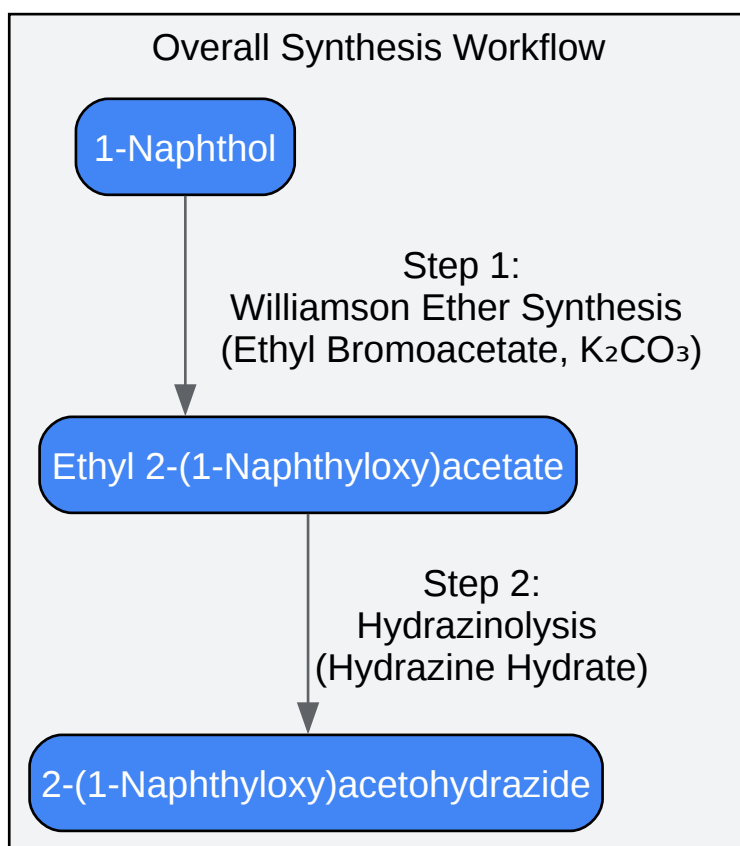 Overall Synthesis Workflow
1-Naphthol
Step 1:
Williamson Ether Synthesis
(Ethyl Bromoacetate, K₂CO₃)
Ethyl 2-(1-Naphthyloxy)acetate
Step 2:
Hydrazinolysis
(Hydrazine Hydrate)
2-(1-Naphthyloxy)acetohydrazide